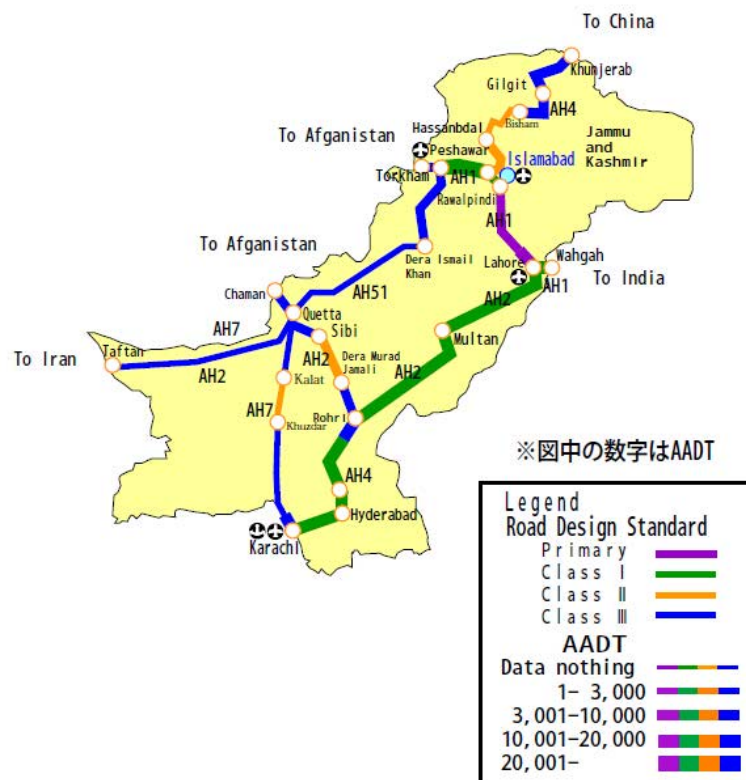 To China
Khunjerab
Gilgit
AH4
Bisham
Hassanbdal
Jammu
and
Kashmir
To Afganistan
Peshawar
Islamabad
Torkham
AH1
Rawalpindi
AH1
To Afganistan
Dera Ismail
Khan
Lahore
Wahgah
AH1
To India
Chaman
AH51
AH2
Quetta
Multan
AH7
Sibi
To Iran
Taftan
AH2
AH2
Dera Murad
Jamali
AH2
Kalat
AH7
Khuzdar
Rohri
※図中の数字はAADT
AH4
Hyderabad
Karachi
Legend
Road Design Standard
Primary
Class Ⅰ
Class Ⅱ
Class Ⅲ
AADT
Data nothing
1- 3,000
3,001-10,000
10,001-20,000
20,001-